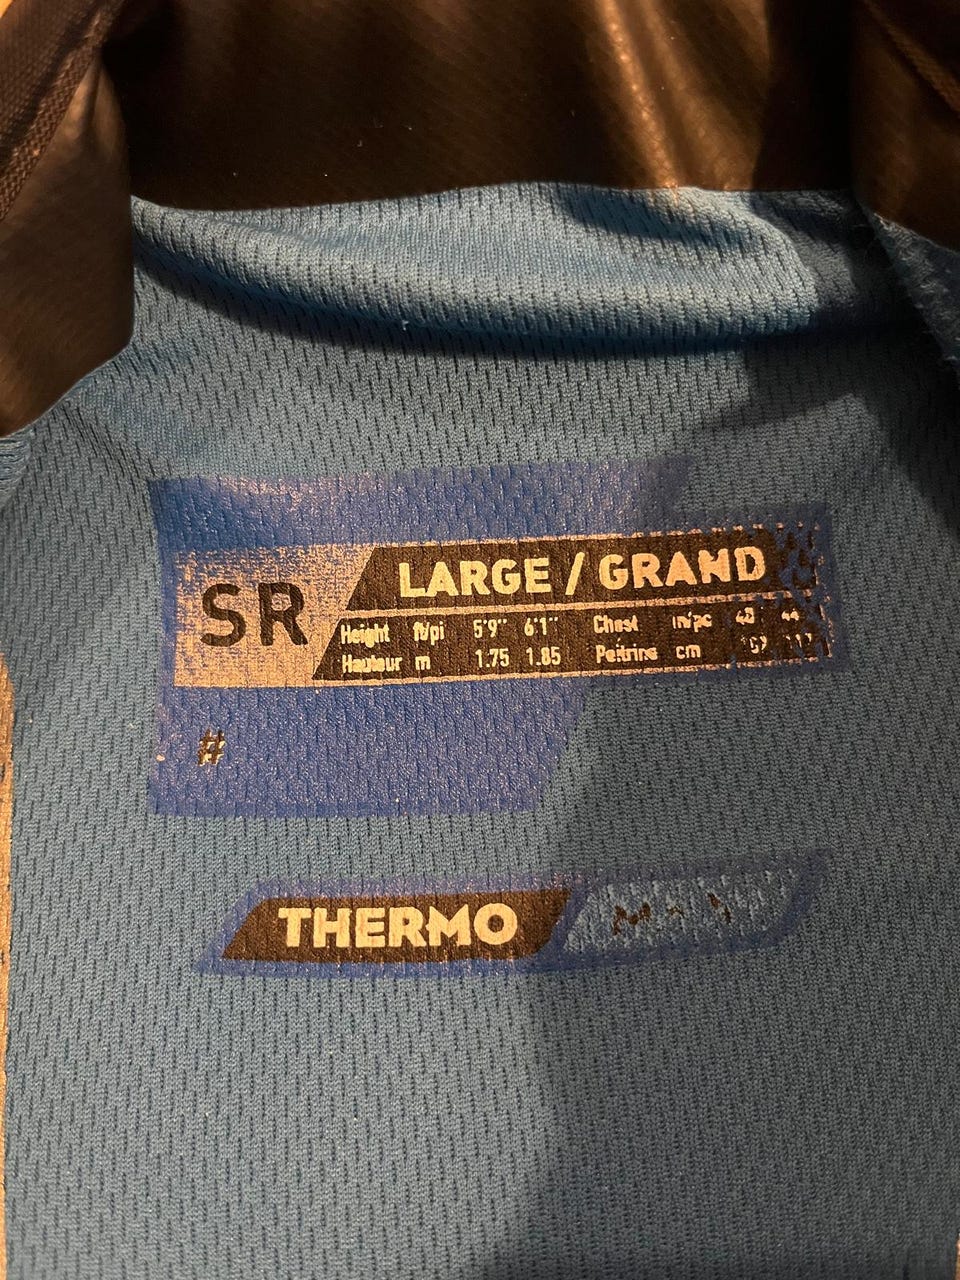 LARGE / GRAND
SR
Height ft/pi 5'9'' 6'1'' Chest in/pc 44
Hauteur m 1.75 1.85 Poitrine cm
#
THERMO